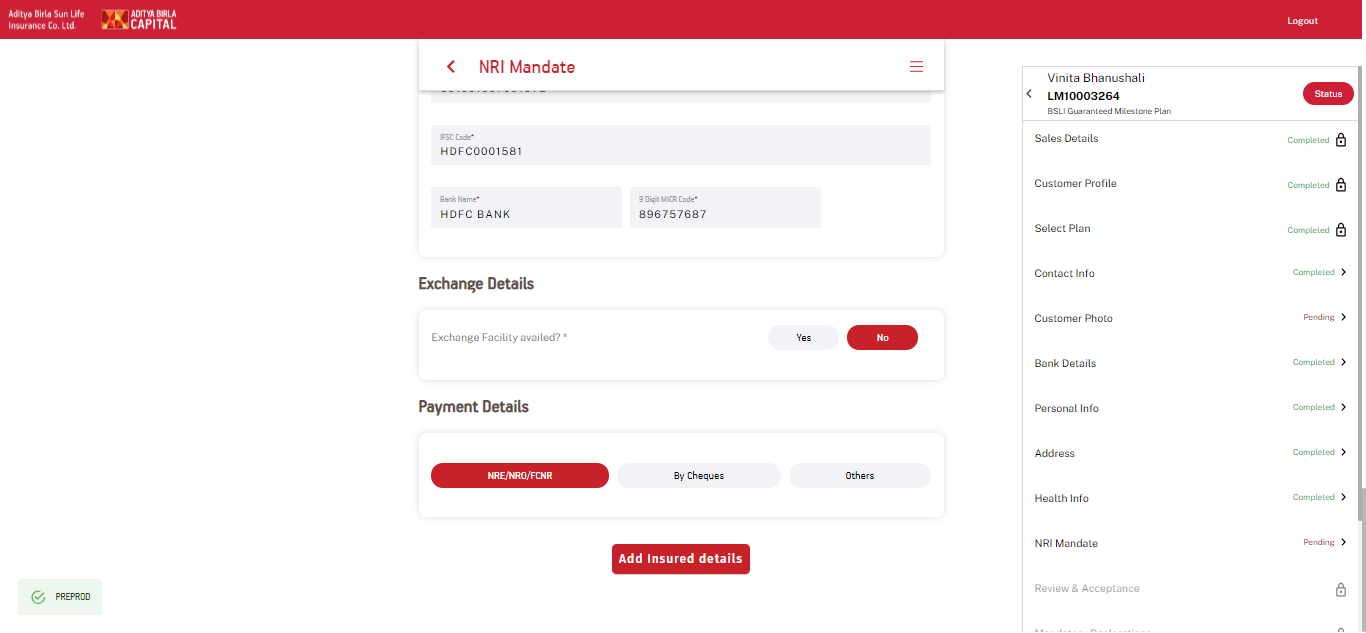 Aditya Birla Sun Life
Insurance Co. Ltd.
ADITYA BIRLA
CAPITAL
Logout
NRI Mandate
IFSC Code*
HDFC0001581
Bank Name*
HDFC BANK
9 Digit MICR Code*
896757687
Exchange Details
Exchange Facility availed? *
Yes
No
Payment Details
NRE/NRO/FCNR
By Cheques
Others
Add Insured details
PREPROD
Vinita Bhanushali
LM10003264
BSLI Guaranteed Milestone Plan
Status
Sales Details
Completed
Customer Profile
Completed
Select Plan
Completed
Contact Info
Completed
Customer Photo
Pending
Bank Details
Completed
Personal Info
Completed
Address
Completed
Health Info
Completed
NRI Mandate
Pending
Review & Acceptance
Mandatory Declarations